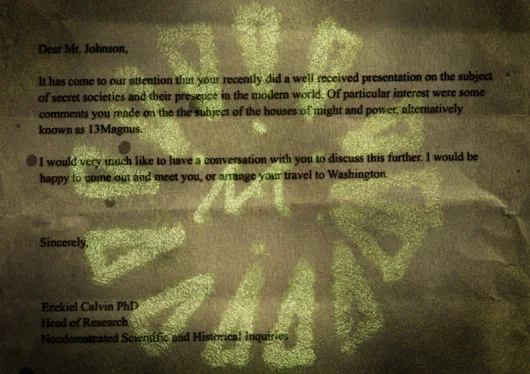 Dear Mr. Johnson,
It has come to our attention that your recently did a well received presentation on the subject
of secret societies and their presence in the modern world. Of particular interest were some
comments you made on the the subject of the houses of might and power, alternatively
known as 13Magnus.
I would very much like to have a conversation with you to discuss this further. I would be
happy to come out and meet you, or arrange your travel to Washington.
M
Sincerely,
Ezekiel Calvin PhD
Head of Research
Nondemarcated Scientific and Historical Inquiries